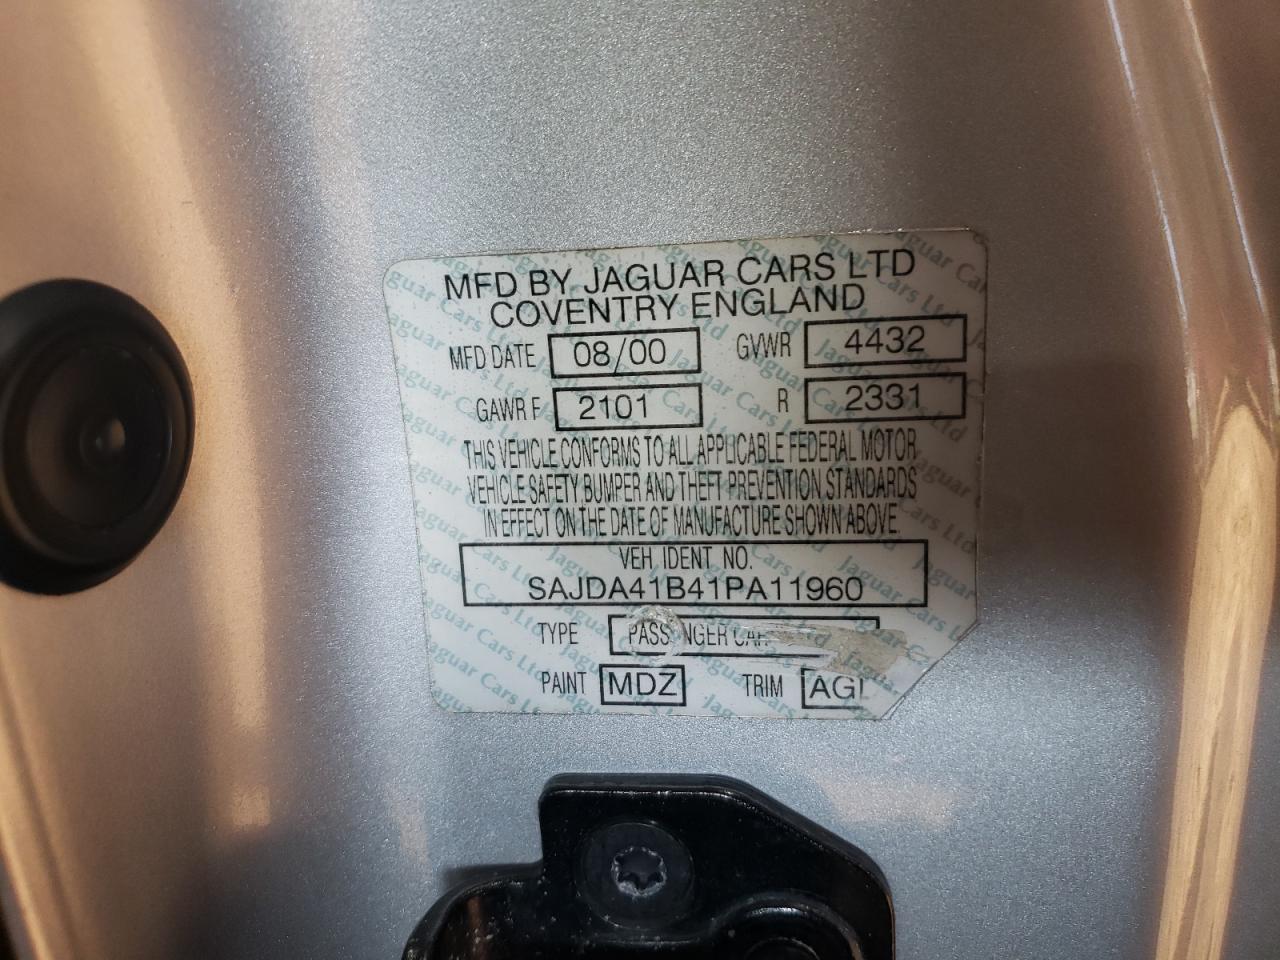 MFD BY JAGUAR CARS LTD
COVENTRY ENGLAND
MFD DATE 08/00 GVWR 4432
GAWR F 2101 R 2331
THIS VEHICLE CONFORMS TO ALL APPLICABLE FEDERAL MOTOR
VEHICLE SAFETY BUMPER AND THEFT PREVENTION STANDARDS
IN EFFECT ON THE DATE OF MANUFACTURE SHOWN ABOVE.
VEH. IDENT. NO.
SAJDA41B41PA11960
TYPE PASSENGER CAR
PAINT MDZ TRIM